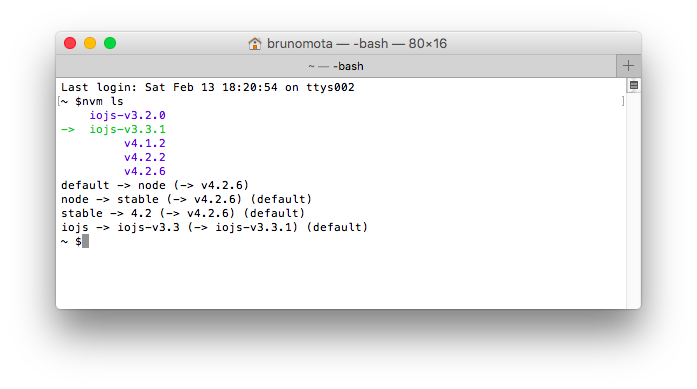 brunomota — -bash — 80×16
~ — -bash
Last login: Sat Feb 13 18:20:54 on ttys002
[~ $nvm ls ]
iojs-v3.2.0
-> iojs-v3.3.1
v4.1.2
v4.2.2
v4.2.6
default -> node (-> v4.2.6)
node -> stable (-> v4.2.6) (default)
stable -> 4.2 (-> v4.2.6) (default)
iojs -> iojs-v3.3 (-> iojs-v3.3.1) (default)
~ $